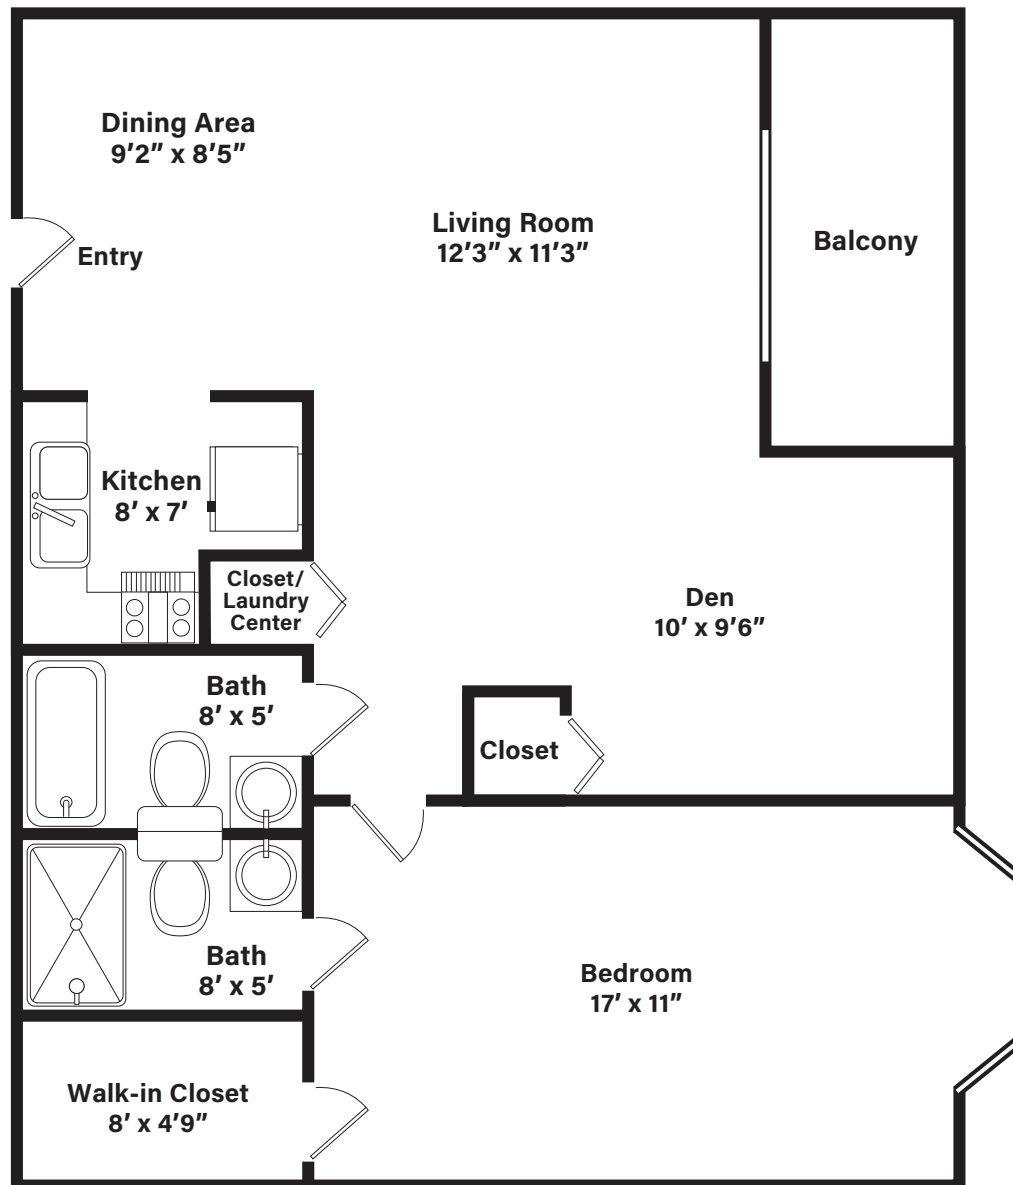 Dining Area
9'2" x 8'5"
Living Room
12'3" x 11'3"
Balcony
Entry
Kitchen
8' x 7'
Closet/
Laundry
Center
Den
10' x 9'6"
Bath
8' x 5'
Closet
Bath
8' x 5'
Bedroom
17' x 11"
Walk-in Closet
8' x 4'9"